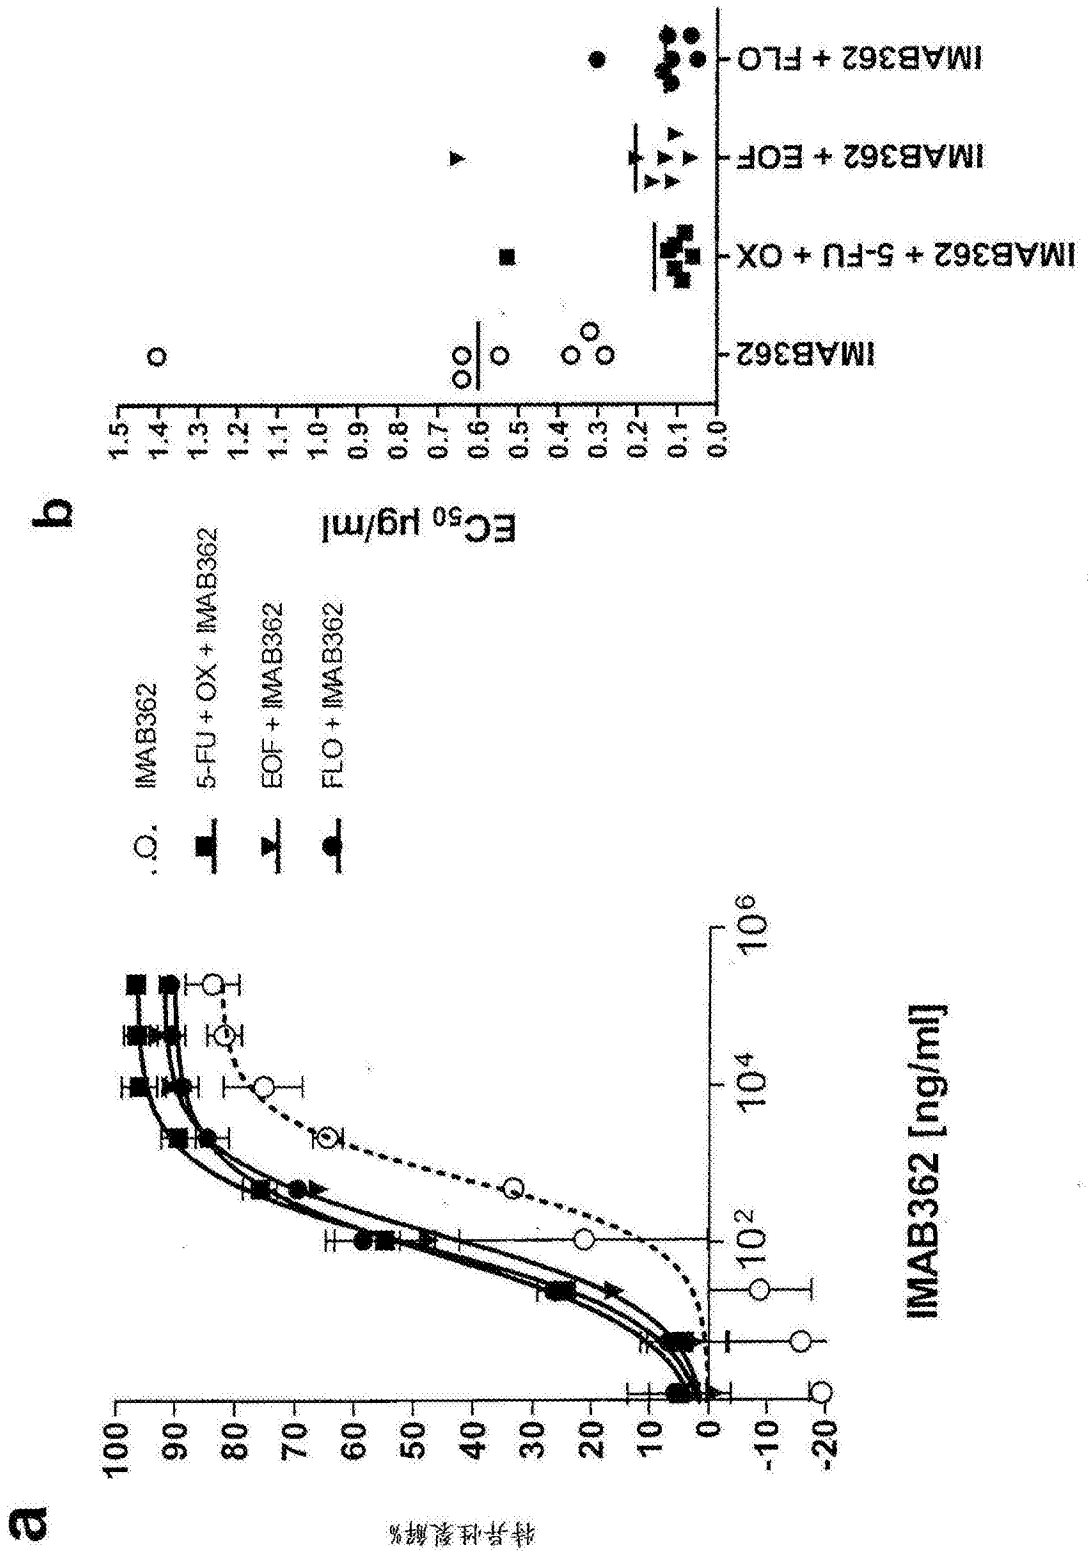 a
特异性裂解%
100
90
80
70
60
50
40
30
20
10
0
-10
-20
10²
10⁴
10⁶
IMAB362 [ng/ml]
IMAB362
5-FU + OX + IMAB362
EOF + IMAB362
FLO + IMAB362
b
EC₅₀ µg/ml
1.5
1.4
1.3
1.2
1.1
1.0
0.9
0.8
0.7
0.6
0.5
0.4
0.3
0.2
0.1
0.0
IMAB362
IMAB362 + 5-FU + OX
IMAB362 + EOF
IMAB362 + FLO